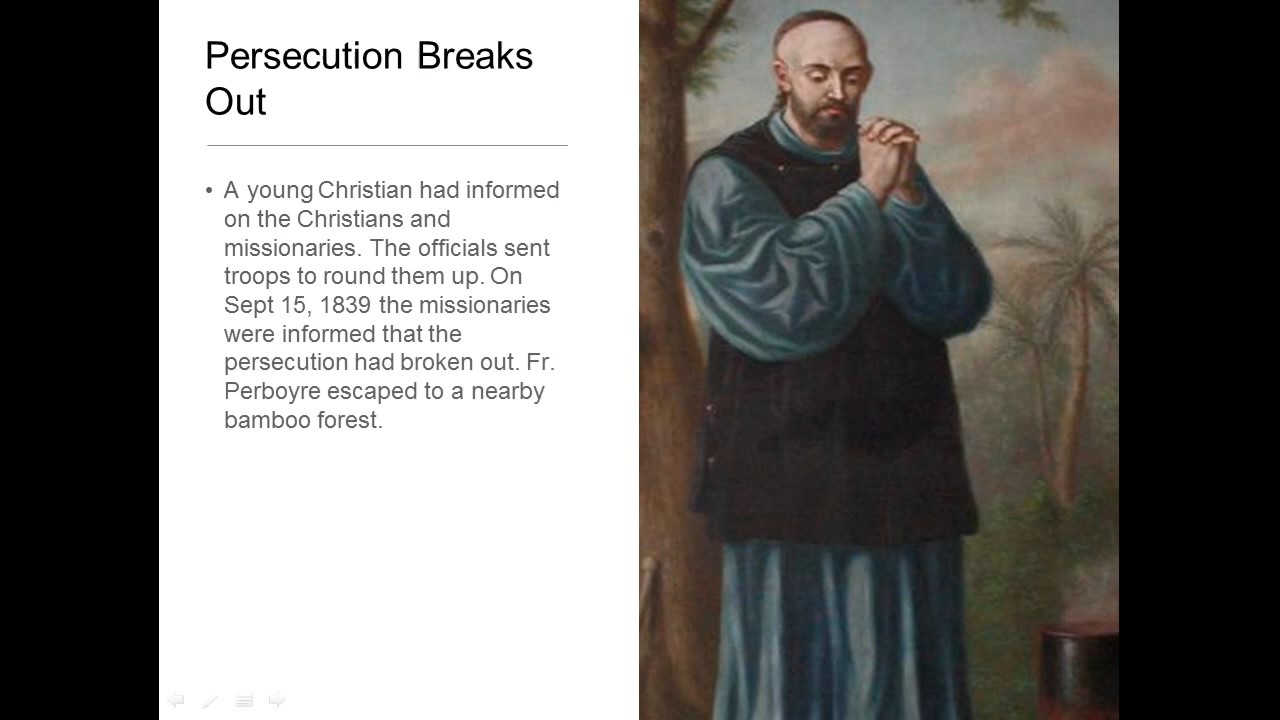 Persecution Breaks
Out
• A young Christian had informed
on the Christians and
missionaries. The officials sent
troops to round them up. On
Sept 15, 1839 the missionaries
were informed that the
persecution had broken out. Fr.
Perboyre escaped to a nearby
bamboo forest.